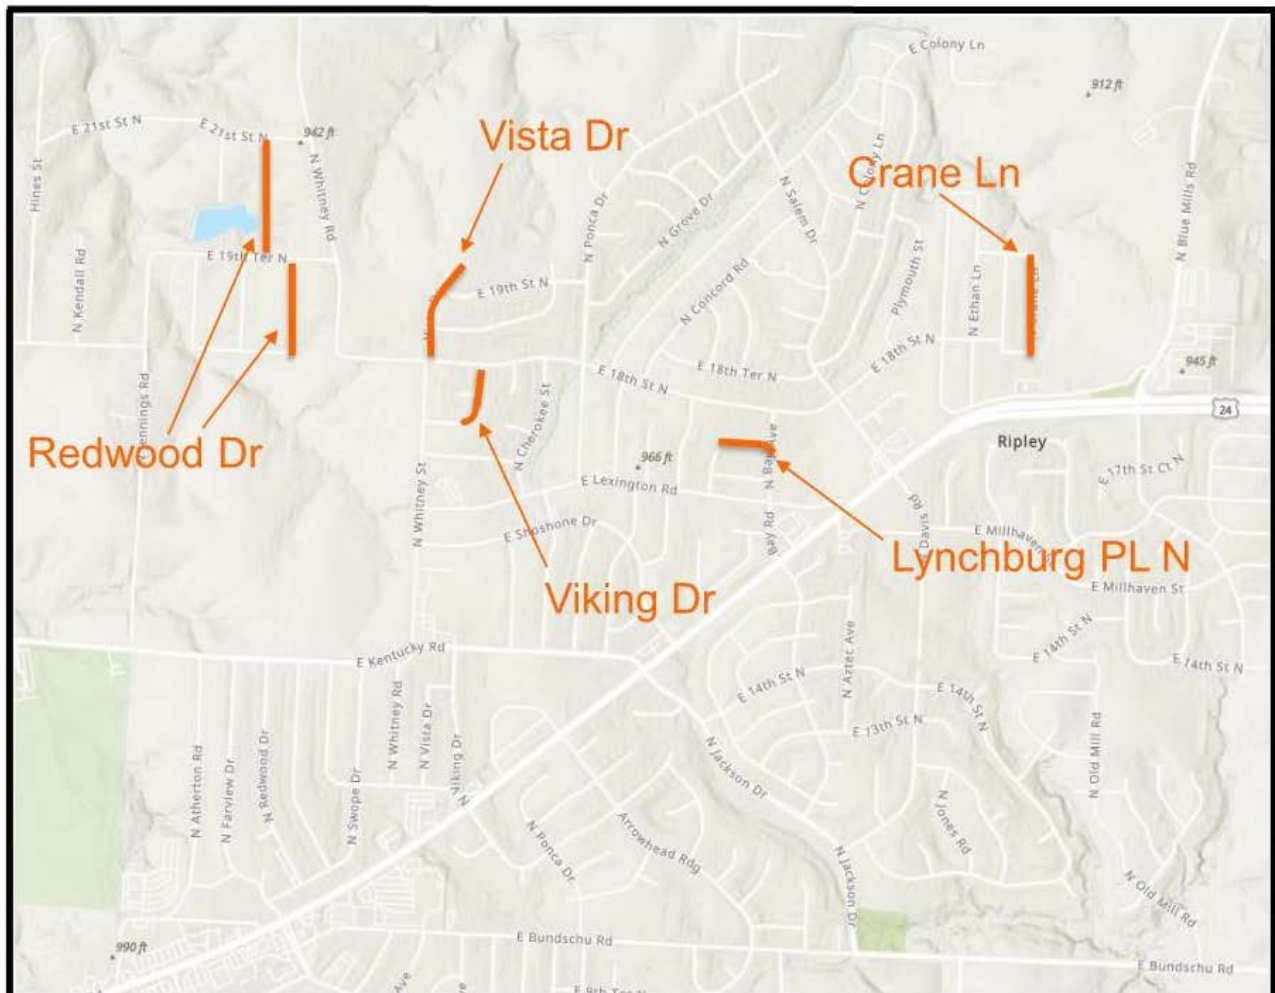 E Colony Ln
912 ft
E 21st St N
E 21st St N
942 ft
Vista Dr
Crane Ln
Hines St
N Whitney Rd
N Ponca Dr
N Grove Dr
N Salem Dr
N Colony Ln
N Blue Mills Rd
E 19th Ter N
N Kendall Rd
E 19th St N
N Concord Rd
Plymouth St
N Ethan Ln
E 18th St N
E 18th St N
E 18th Ter N
945 ft
24
Redwood Dr
N Cherokee St
966 ft
Ripley
E 17th St Ct N
E Lexington Rd
N Whitney St
E Shoshone Dr
Bay Rd
Davis Rd
E Millhaven
Lynchburg PL N
E Millhaven St
Viking Dr
E Kentucky Rd
N Aztec Ave
E 14th St N
E 14th St N
E 14th St N
E 14th St N
E 13th St N
N Whitney Rd
N Vista Dr
N Atherton Rd
N Farview Dr
N Redwood Dr
N Swope Dr
N Jackson Dr
N Old Mill Rd
N Ponca Dr
Arrowhead Rdg
N Jones Rd
N Jackson Dr
N Old Mill Rd
990 ft
E Bundschu Rd
E Bundschu Rd
Ave